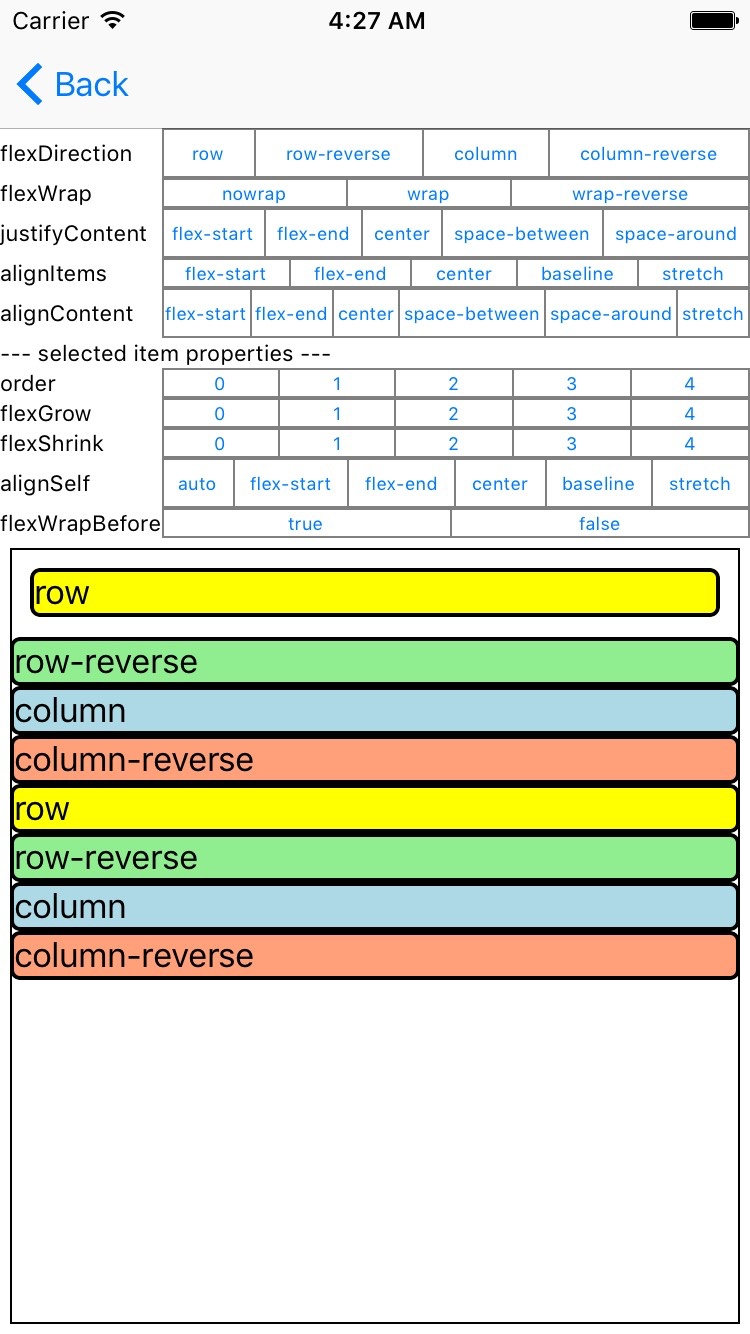 Carrier 4:27 AM
Back
flexDirection row row-reverse column column-reverse
flexWrap nowrap wrap wrap-reverse
justifyContent flex-start flex-end center space-between space-around
alignItems flex-start flex-end center baseline stretch
alignContent flex-start flex-end center space-between space-around stretch
--- selected item properties ---
order 0 1 2 3 4
flexGrow 0 1 2 3 4
flexShrink 0 1 2 3 4
alignSelf auto flex-start flex-end center baseline stretch
flexWrapBefore true false
row
row-reverse
column
column-reverse
row
row-reverse
column
column-reverse